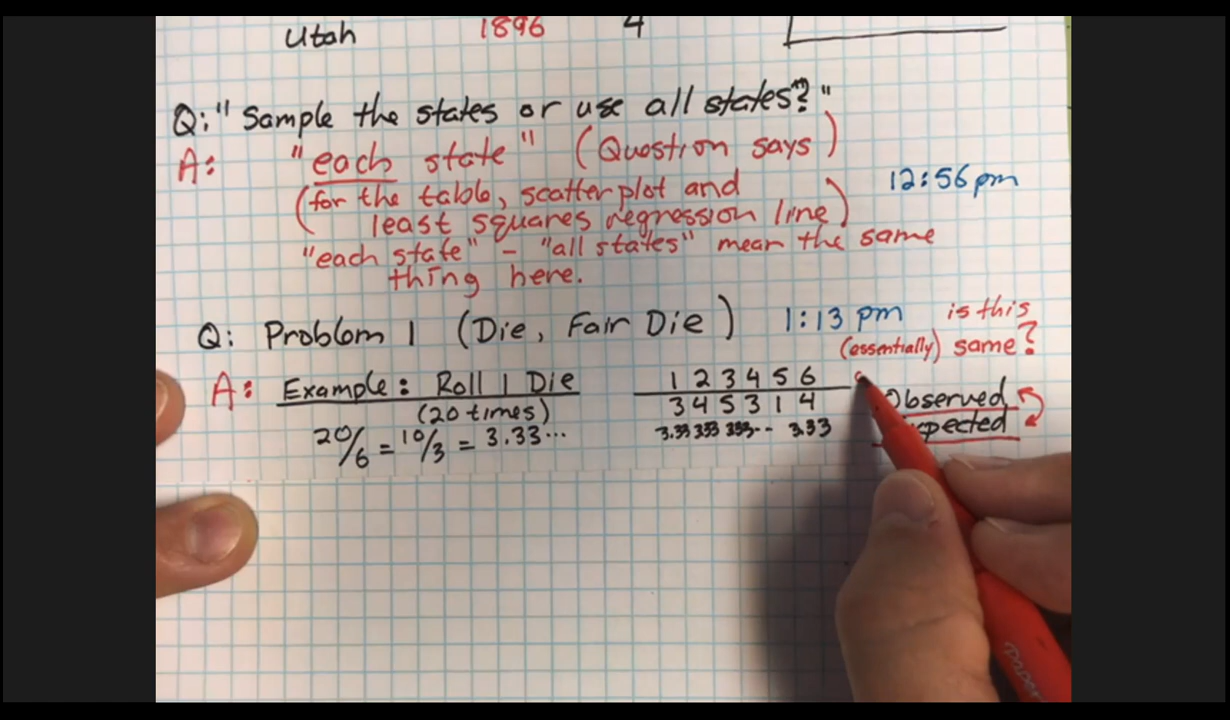 Utah 1896 4
Q: "Sample the states or use all states?"
A: "each state" (Question says)
(for the table, scatterplot and
least squares regression line)
12:56pm
"each state" - "all states" mean the same
thing here.
Q: Problem 1 (Die, Fair Die) 1:13 pm is this
(essentially) same?
A: Example: Roll 1 Die
(20 times)
20/6 = 10/3 = 3.33...
1 2 3 4 5 6
3 4 5 3 1 4 Observed
3.33 3.33 3.33... 3.33